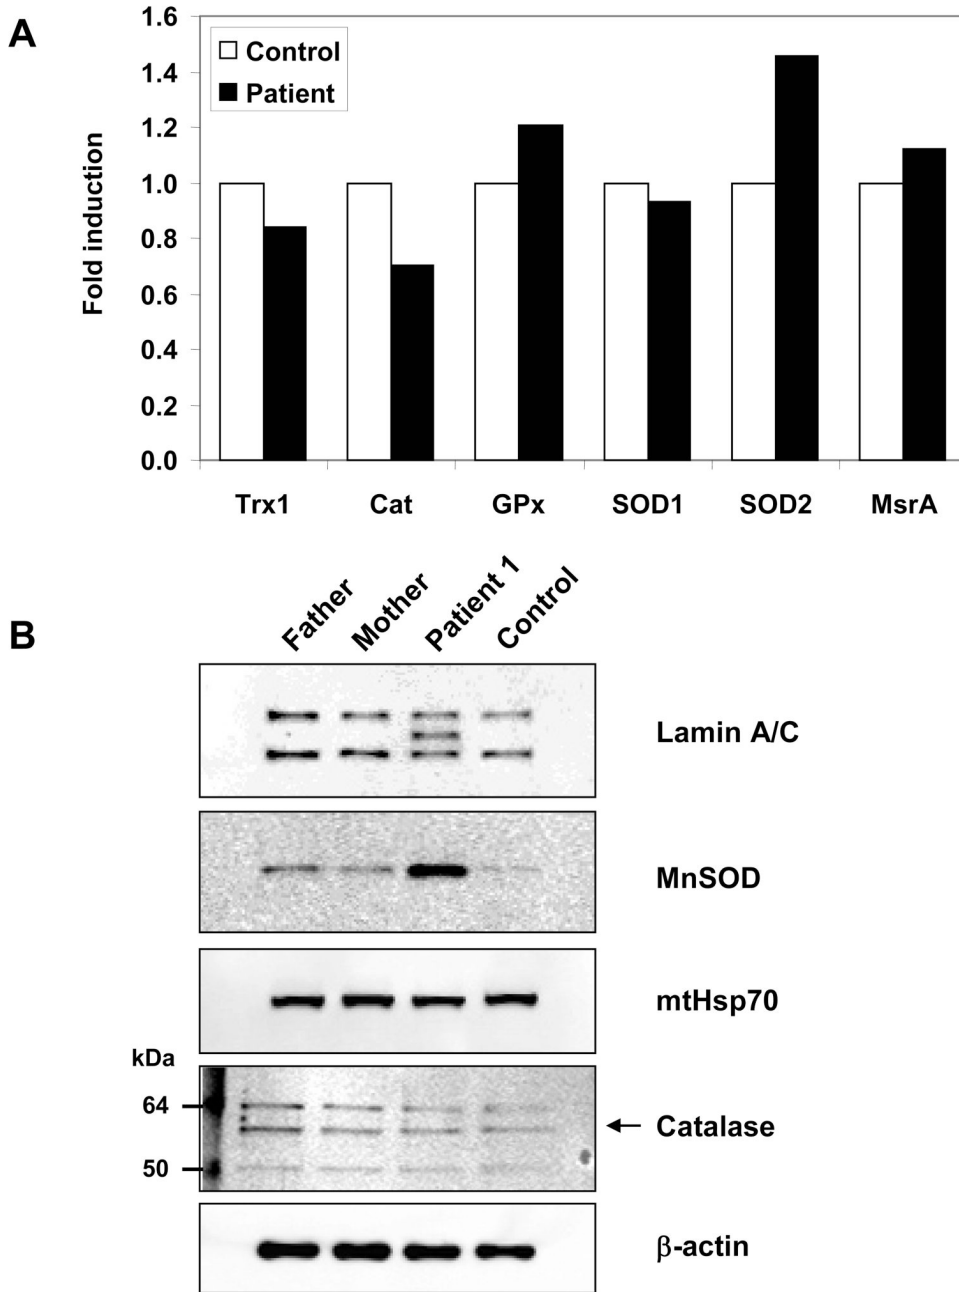 A
1.6
1.4
1.2
1.0
0.8
0.6
0.4
0.2
0.0
Fold induction
Control
Patient
Trx1 Cat GPx SOD1 SOD2 MsrA
B
Father Mother Patient 1 Control
Lamin A/C
MnSOD
mtHsp70
kDa
64
Catalase
50
β-actin